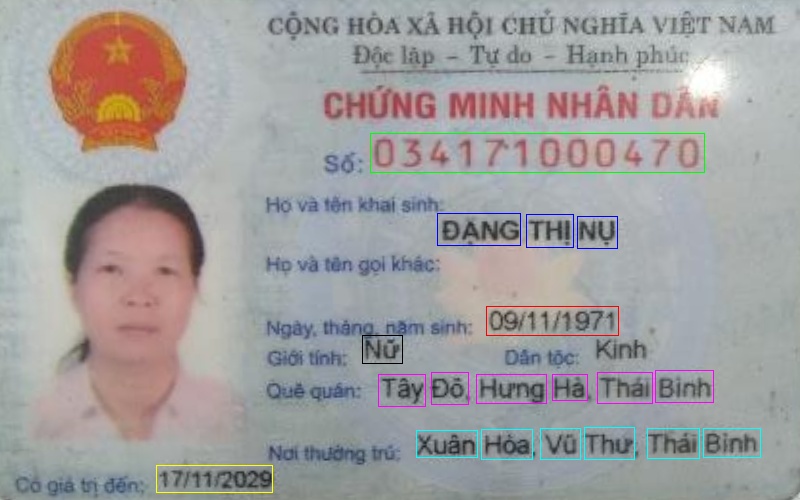 CỘNG HÒA XÃ HỘI CHỦ NGHĨA VIỆT NAM
Độc lập – Tự do – Hạnh phúc
CHỨNG MINH NHÂN DÂN
Số: 034171000470
Họ và tên khai sinh:
ĐẶNG THỊ NỤ
Họ và tên gọi khác:
Ngày, tháng, năm sinh: 09/11/1971
Giới tính: Nữ Dân tộc: Kinh
Quê quán: Tây Đô, Hưng Hà, Thái Bình
Nơi thường trú: Xuân Hòa, Vũ Thư, Thái Bình
Có giá trị đến: 17/11/2029